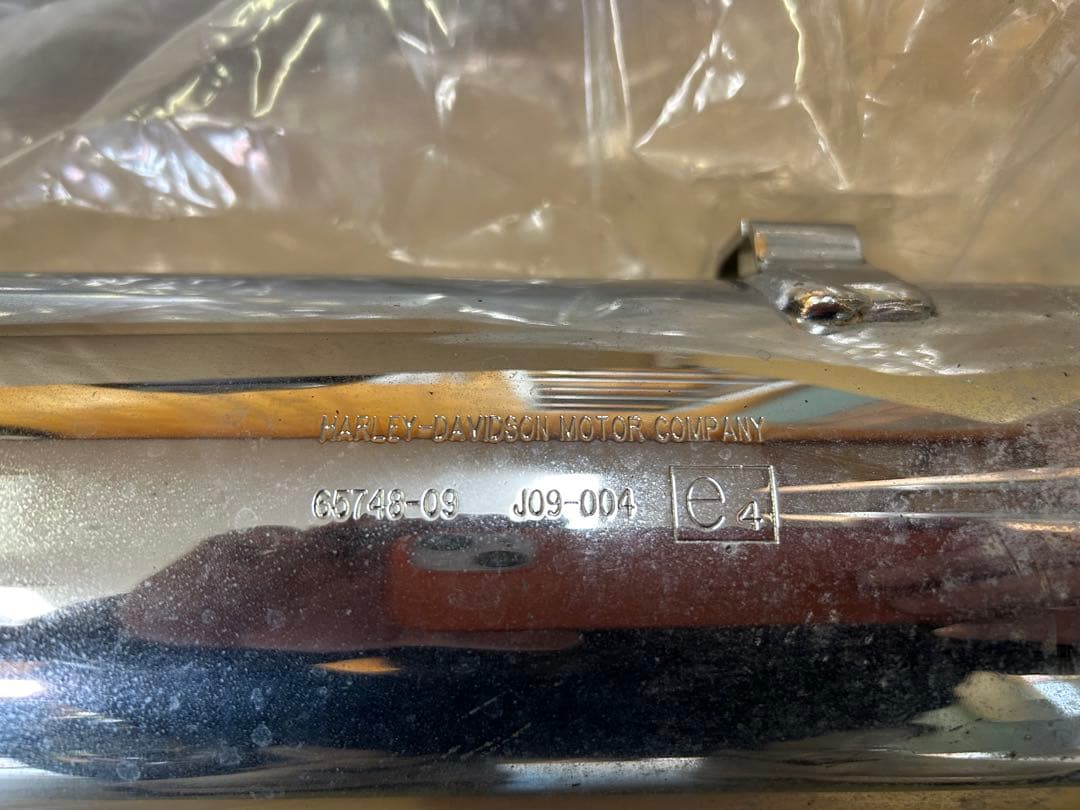 HARLEY-DAVIDSON MOTOR COMPANY
65748-09 J09-004 e4